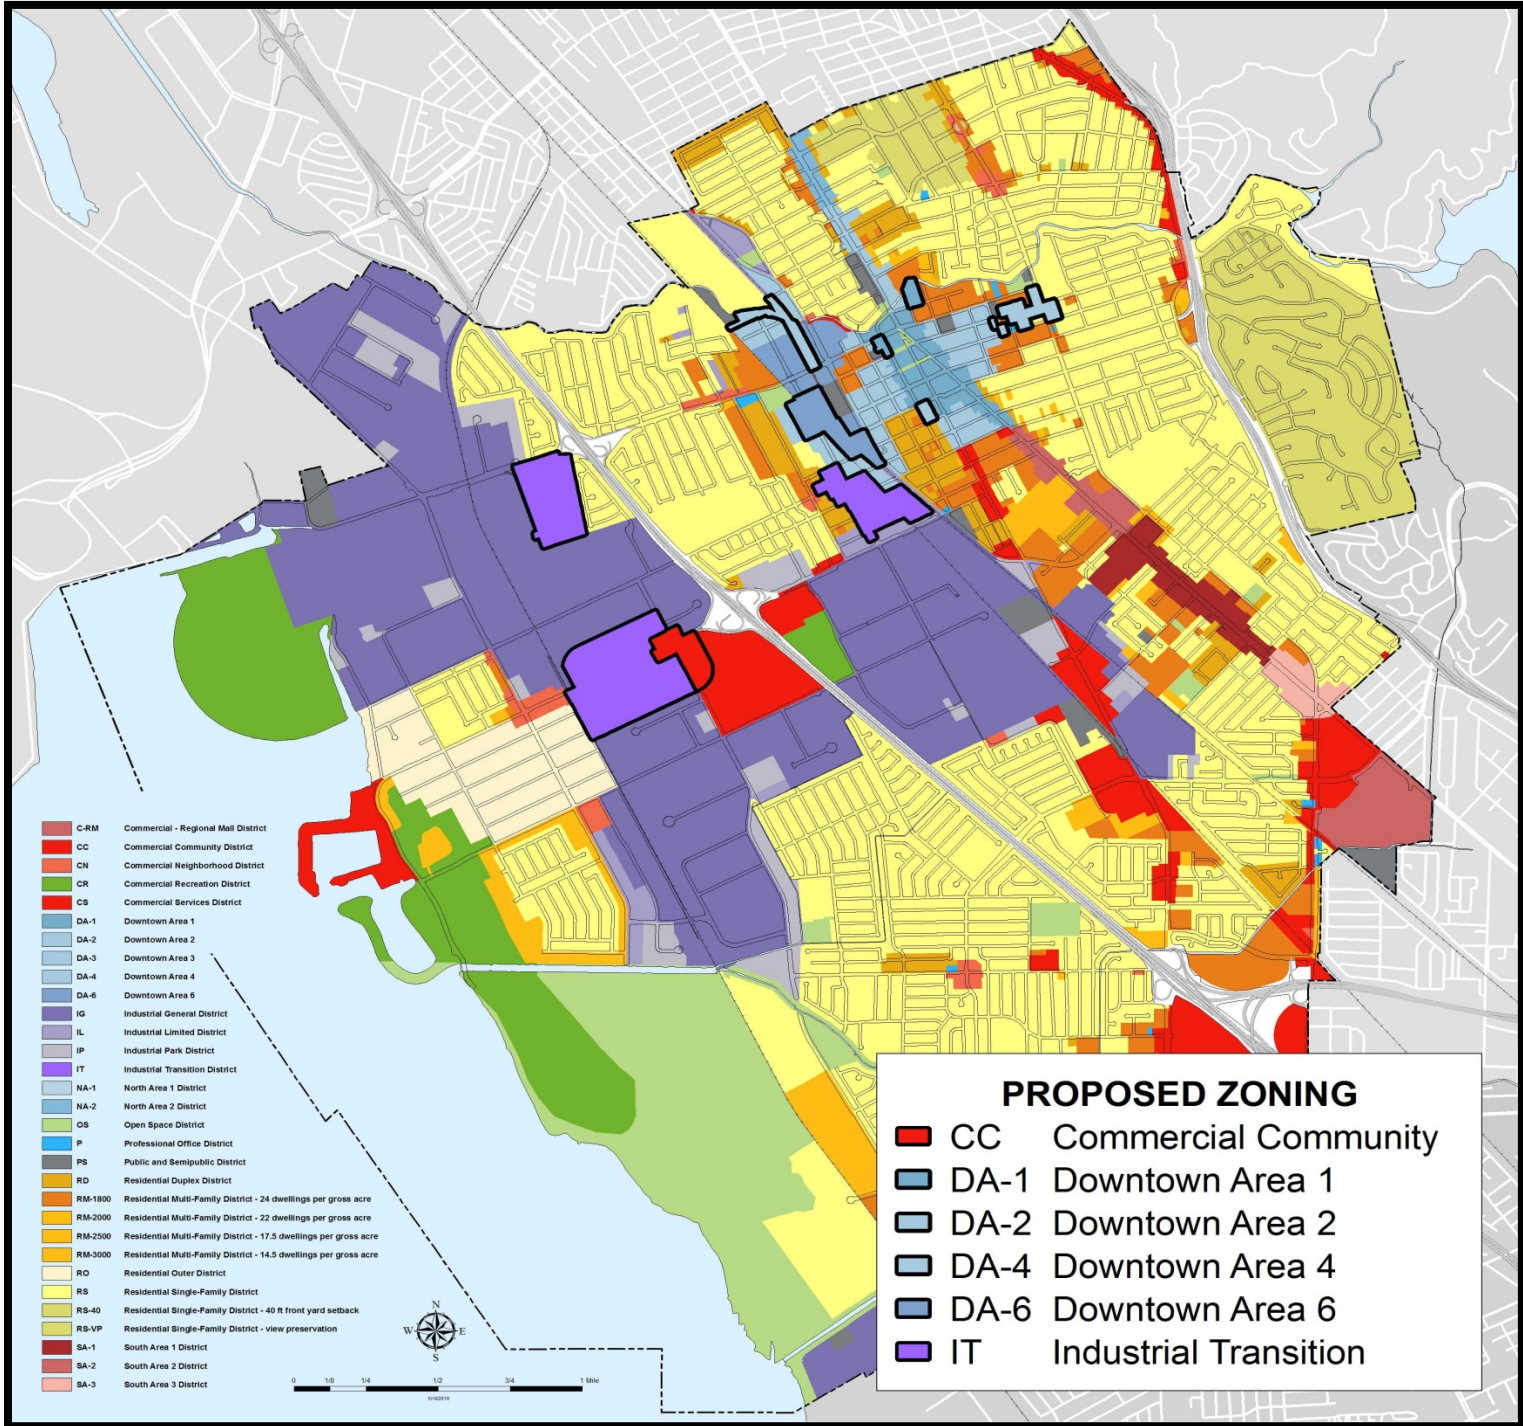 C-RM Commercial - Regional Mall District
CC Commercial Community District
CN Commercial Neighborhood District
CR Commercial Recreation District
CS Commercial Services District
DA-1 Downtown Area 1
DA-2 Downtown Area 2
DA-3 Downtown Area 3
DA-4 Downtown Area 4
DA-6 Downtown Area 6
IG Industrial General District
IL Industrial Limited District
IP Industrial Park District
IT Industrial Transition District
NA-1 North Area 1 District
NA-2 North Area 2 District
OS Open Space District
P Professional Office District
PS Public and Semipublic District
RD Residential Duplex District
RM-1800 Residential Multi-Family District - 24 dwellings per gross acre
RM-2000 Residential Multi-Family District - 22 dwellings per gross acre
RM-2500 Residential Multi-Family District - 17.5 dwellings per gross acre
RM-3000 Residential Multi-Family District - 14.5 dwellings per gross acre
RO Residential Outer District
RS Residential Single-Family District
RS-40 Residential Single-Family District - 40 ft front yard setback
RS-VP Residential Single-Family District - view preservation
SA-1 South Area 1 District
SA-2 South Area 2 District
SA-3 South Area 3 District
N
W E
S
0 1/8 1/4 1/2 3/4 1 Mile
PROPOSED ZONING
CC Commercial Community
DA-1 Downtown Area 1
DA-2 Downtown Area 2
DA-4 Downtown Area 4
DA-6 Downtown Area 6
IT Industrial Transition